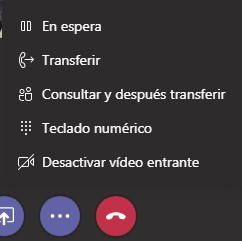 En espera
Transferir
Consultar y después transferir
Teclado numérico
Desactivar vídeo entrante